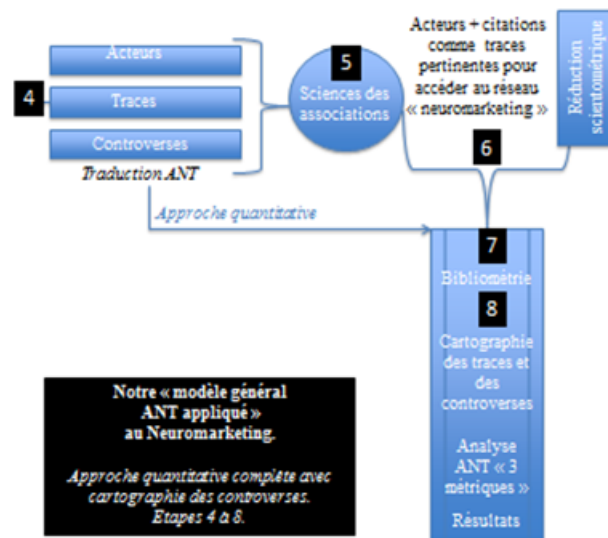 Acteurs
4
Traces
Controverses
Traduction ANT
5
Sciences des
associations
Acteurs + citations
comme traces
pertinentes pour
accéder au réseau
« neuromarketing »
6
Réduction
scientométrique
Approche quantitative
7
Bibliométrie
8
Cartographie
des traces et
des
controverses
Analyse
ANT « 3
métriques »
Résultats
Notre « modèle général
ANT appliqué »
au Neuromarketing.
Approche quantitative complète avec
cartographie des controverses.
Etapes 4 à 8.